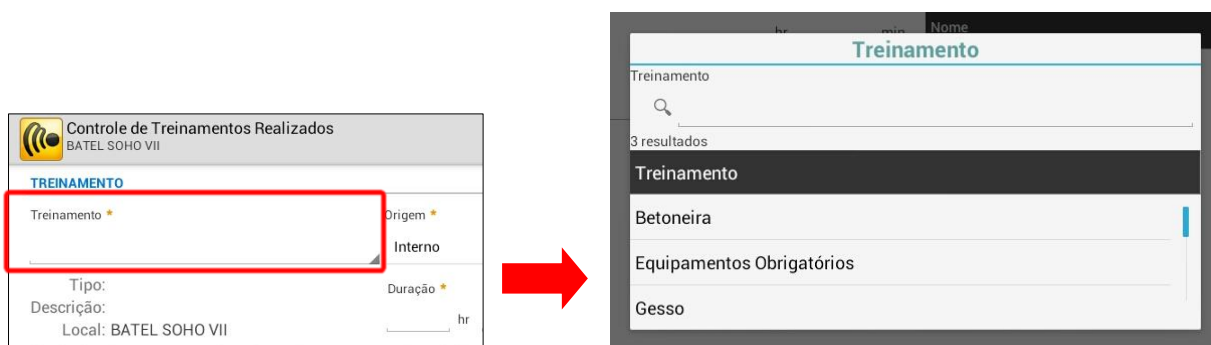 Controle de Treinamentos Realizados
BATEL SOHO VII
TREINAMENTO
Treinamento *
Origem *
Interno
Tipo:
Duração *
Descrição:
hr
Local: BATEL SOHO VII
hr min Nome
Treinamento
Treinamento
3 resultados
Treinamento
Betoneira
Equipamentos Obrigatórios
Gesso